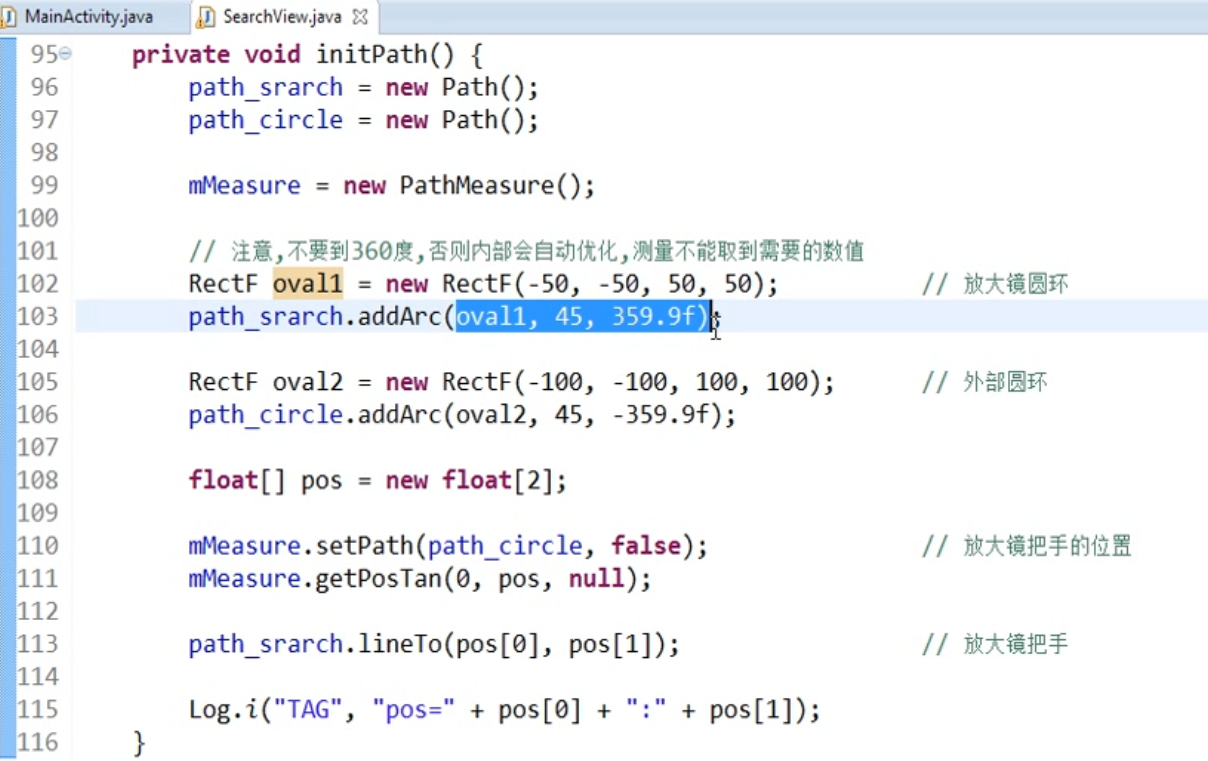 MainActivity.java SearchView.java
95 private void initPath() {
96 path_srarch = new Path();
97 path_circle = new Path();
98
99 mMeasure = new PathMeasure();
100
101 // 注意,不要到360度,否则内部会自动优化,测量不能取到需要的数值
102 RectF oval1 = new RectF(-50, -50, 50, 50); // 放大镜圆环
103 path_srarch.addArc(oval1, 45, 359.9f);
104
105 RectF oval2 = new RectF(-100, -100, 100, 100); // 外部圆环
106 path_circle.addArc(oval2, 45, -359.9f);
107
108 float[] pos = new float[2];
109
110 mMeasure.setPath(path_circle, false); // 放大镜把手的位置
111 mMeasure.getPosTan(0, pos, null);
112
113 path_srarch.lineTo(pos[0], pos[1]); // 放大镜把手
114
115 Log.i("TAG", "pos=" + pos[0] + ":" + pos[1]);
116 }